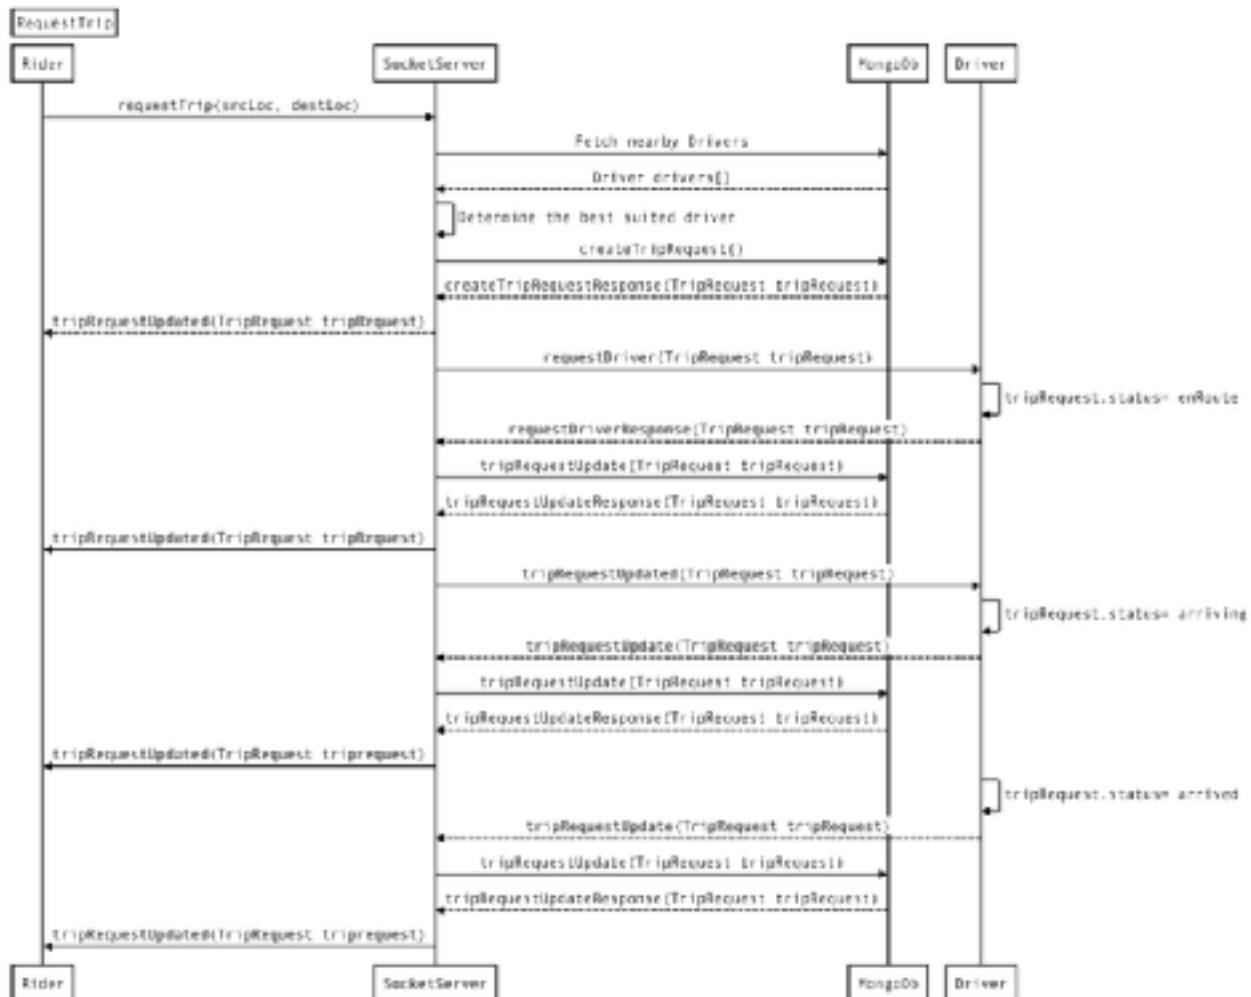 RequestTrip
Rider SocketServer MongoDb Driver
requestTrip(srcLoc, destLoc)
Fetch nearby Drivers
Driver drivers[]
Determine the best suited driver
createTripRequest()
createTripRequestResponse(TripRequest tripRequest)
tripRequestUpdated(TripRequest tripRequest)
requestDriver(TripRequest tripRequest)
tripRequest.status= enRoute
requestDriverResponse(TripRequest tripRequest)
tripRequestUpdate(TripRequest tripRequest)
tripRequestUpdateResponse(TripRequest tripRequest)
tripRequestUpdated(TripRequest tripRequest)
tripRequestUpdated(TripRequest tripRequest)
tripRequest.status= arriving
tripRequestUpdate(TripRequest tripRequest)
tripRequestUpdate(TripRequest tripRequest)
tripRequestUpdateResponse(TripRequest tripRequest)
tripRequestUpdated(TripRequest triprequest)
tripRequest.status= arrived
tripRequestUpdate(TripRequest tripRequest)
tripRequestUpdate(TripRequest tripRequest)
tripRequestUpdateResponse(TripRequest tripRequest)
tripRequestUpdated(TripRequest triprequest)
Rider SocketServer MongoDb Driver